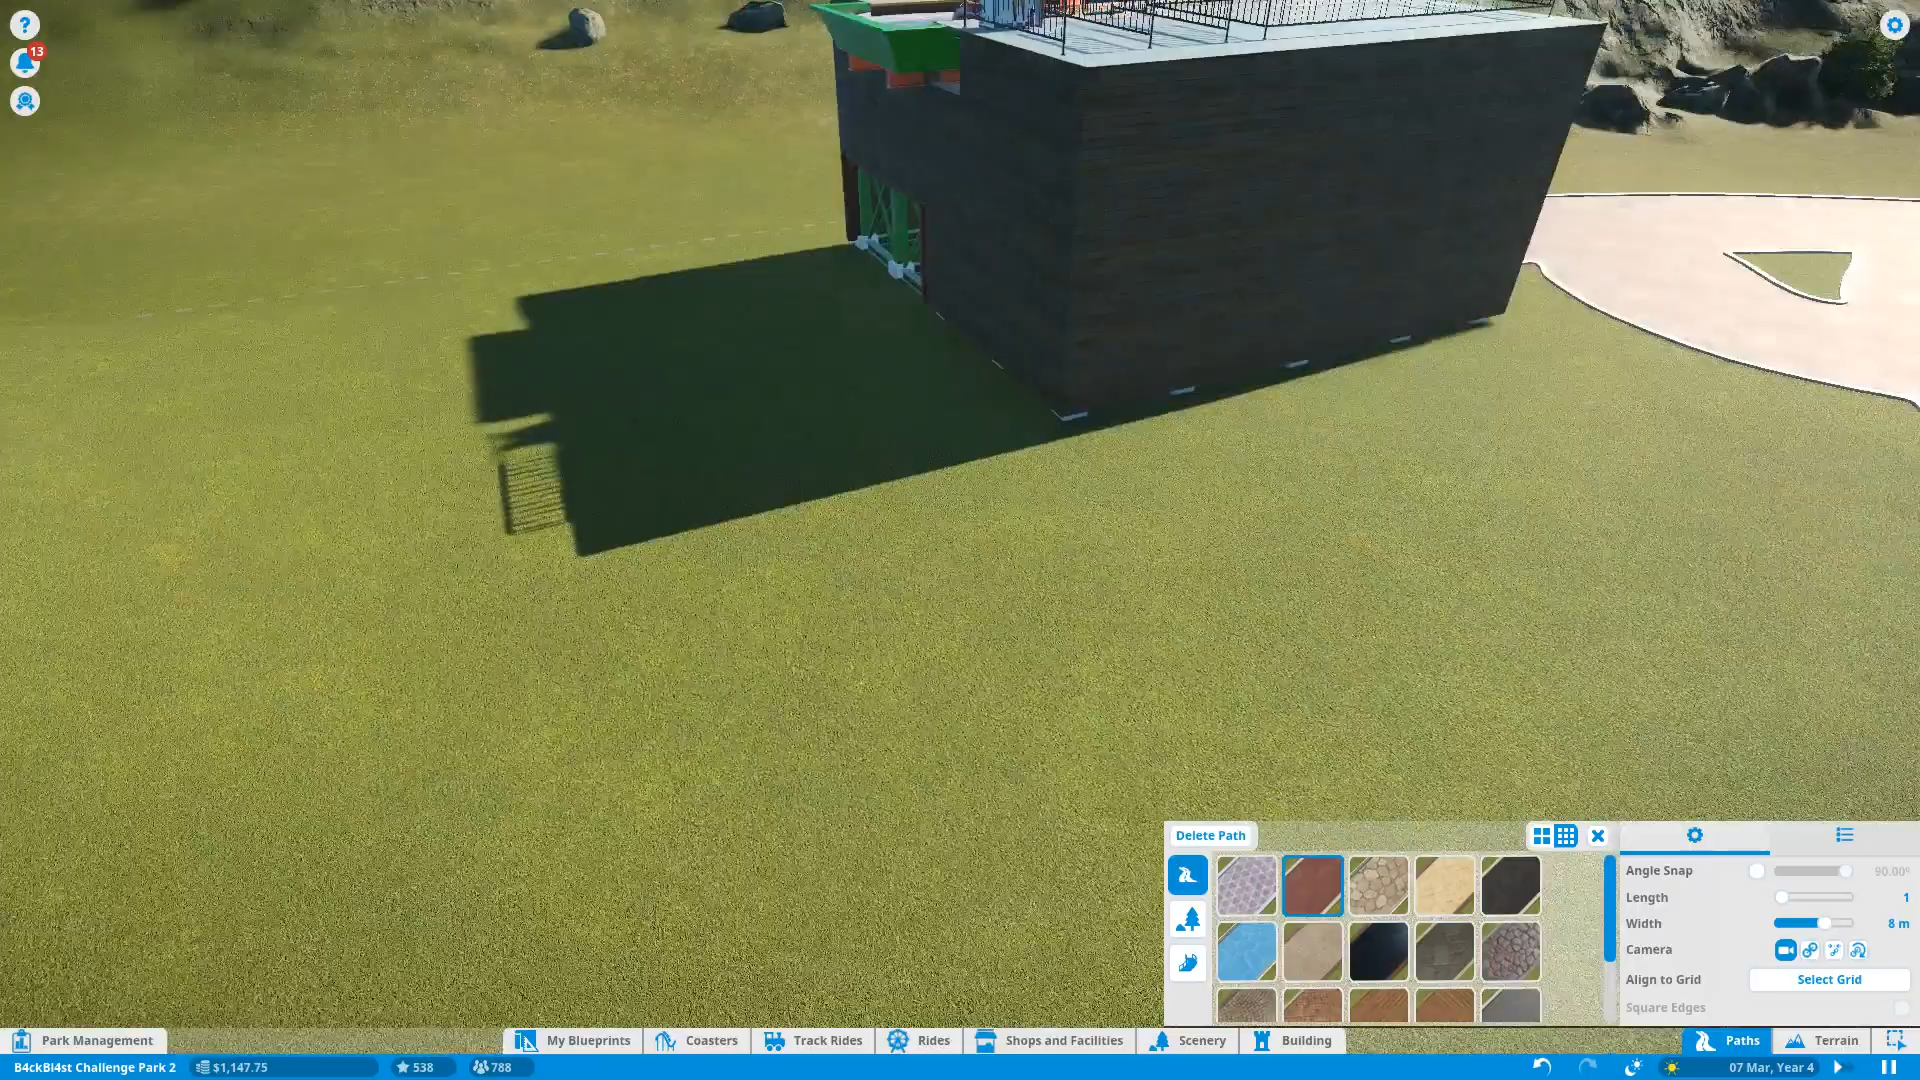 ?
13
Delete Path
Angle Snap 90.00°
Length 1
Width 8 m
Camera
Align to Grid Select Grid
Square Edges
Park Management My Blueprints Coasters Track Rides Rides Shops and Facilities Scenery Building Paths Terrain
B4ckBl4st Challenge Park 2 $1,147.75 538 788 07 Mar, Year 4